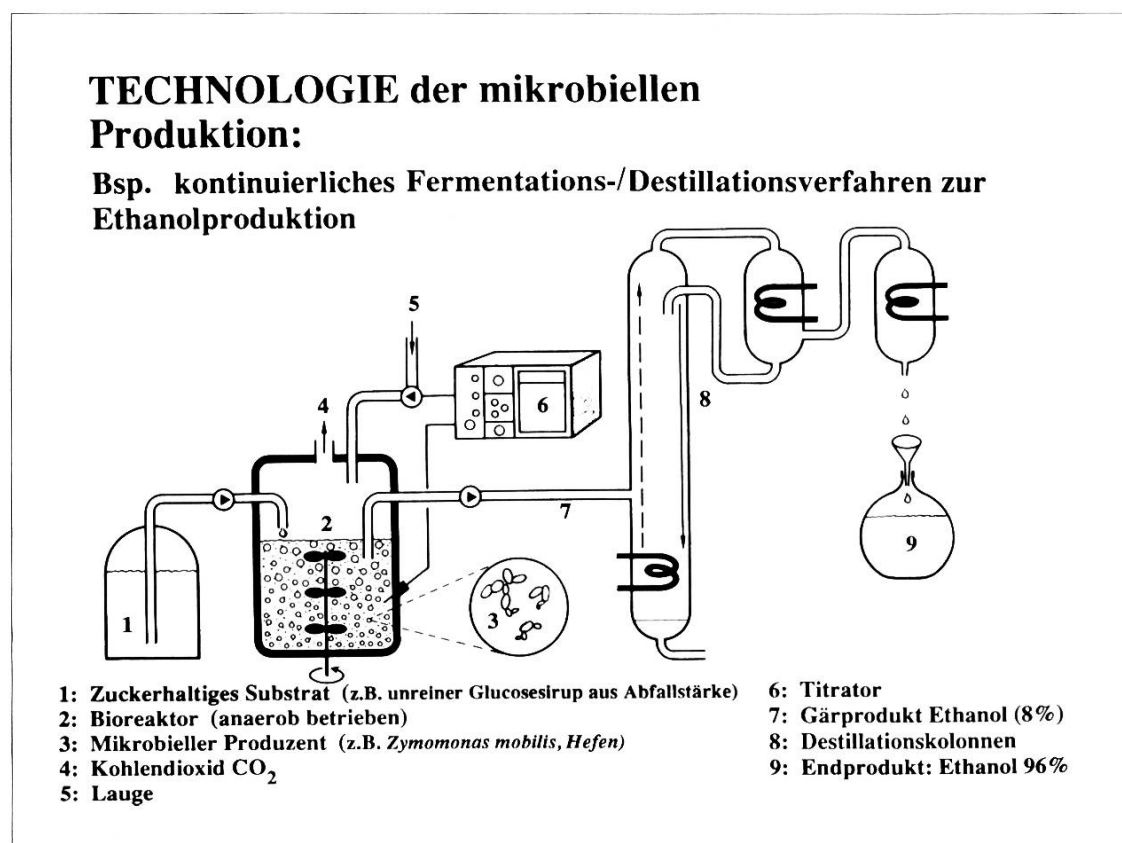 TECHNOLOGIE der mikrobiellen
Produktion:
Bsp. kontinuierliches Fermentations-/Destillationsverfahren zur
Ethanolproduktion
5
4
6
8
2
7
9
3
1
1: Zuckerhaltiges Substrat (z.B. unreiner Glucosesirup aus Abfallstärke)
2: Bioreaktor (anaerob betrieben)
3: Mikrobieller Produzent (z.B. Zymomonas mobilis, Hefen)
4: Kohlendioxid CO2
5: Lauge
6: Titrator
7: Gärprodukt Ethanol (8%)
8: Destillationskolonnen
9: Endprodukt: Ethanol 96%